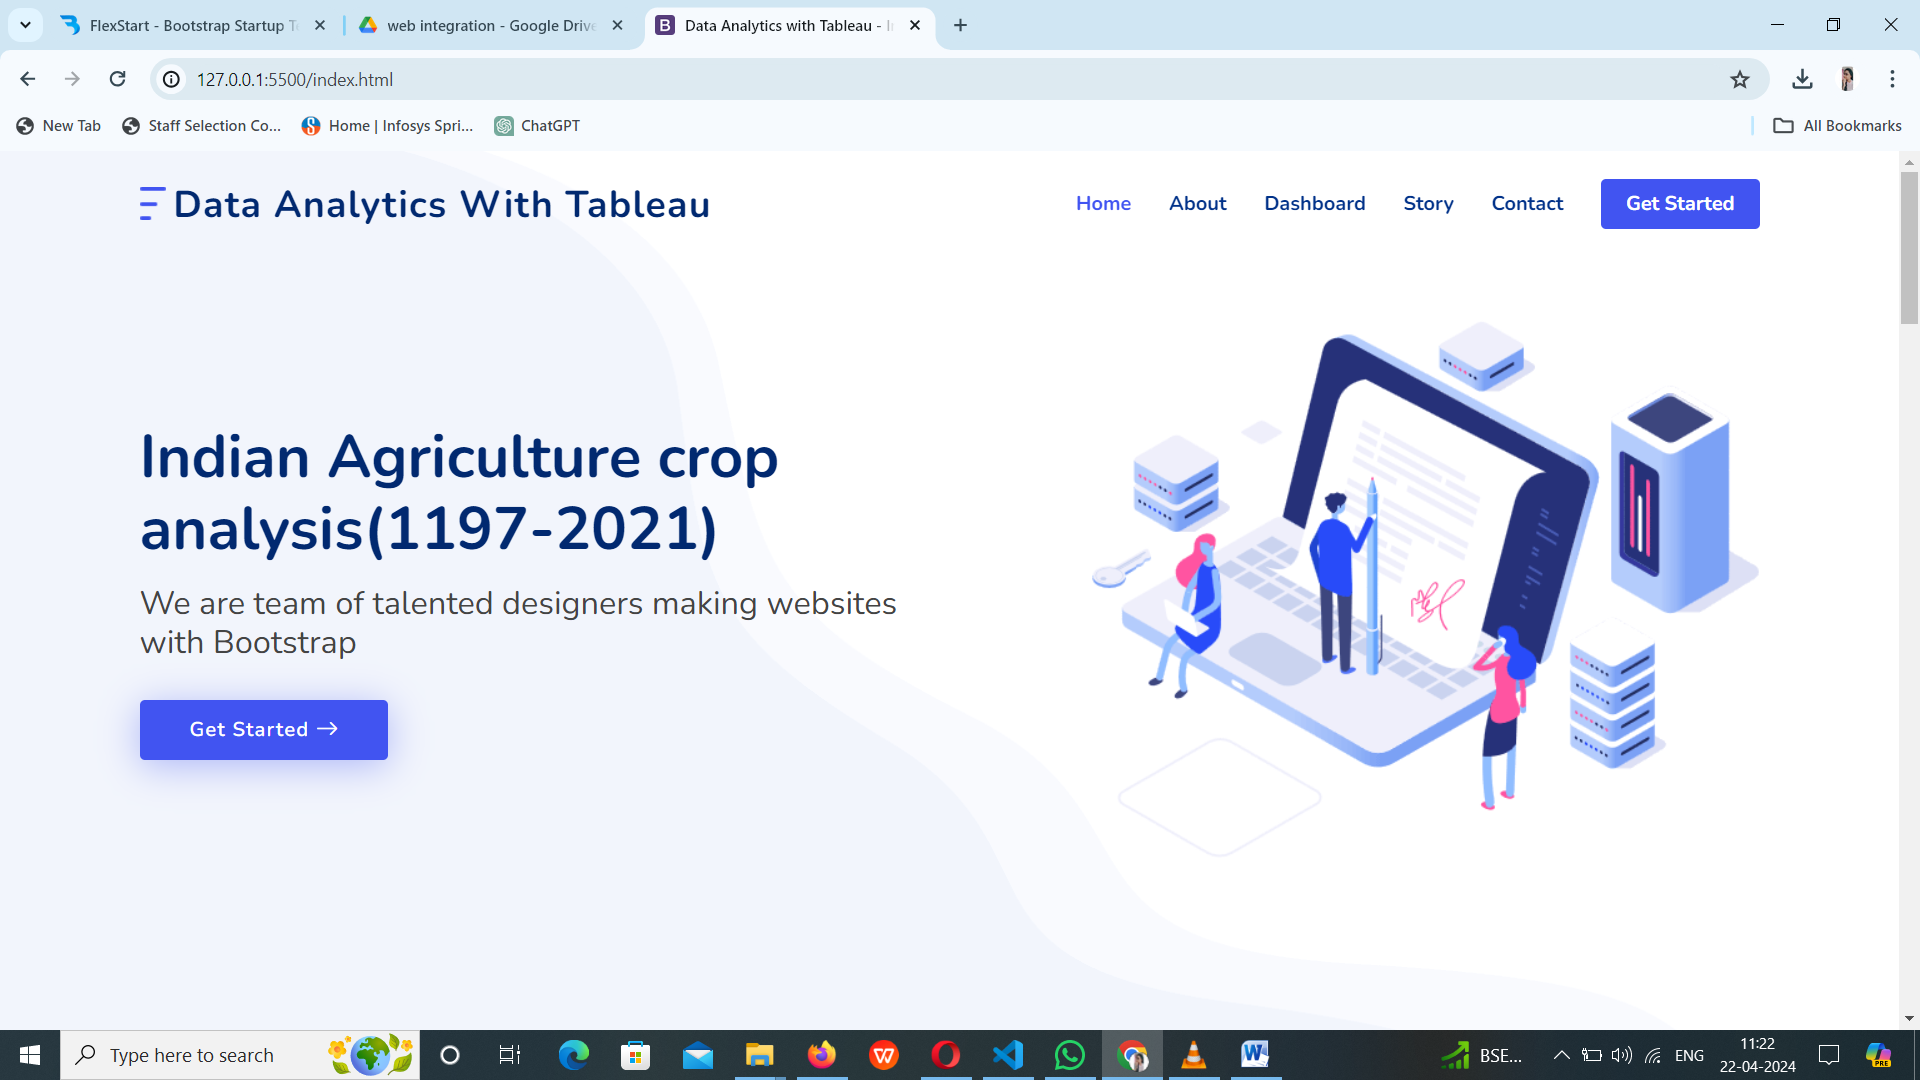 FlexStart - Bootstrap Startup T
web integration - Google Drive
Data Analytics with Tableau - I
127.0.0.1:5500/index.html
New Tab
Staff Selection Co...
Home | Infosys Spri...
ChatGPT
All Bookmarks
Data Analytics With Tableau
Home
About
Dashboard
Story
Contact
Get Started
Indian Agriculture crop
analysis(1197-2021)
We are team of talented designers making websites
with Bootstrap
Get Started →
Type here to search
BSE...
ENG
11:22
22-04-2024
PRE